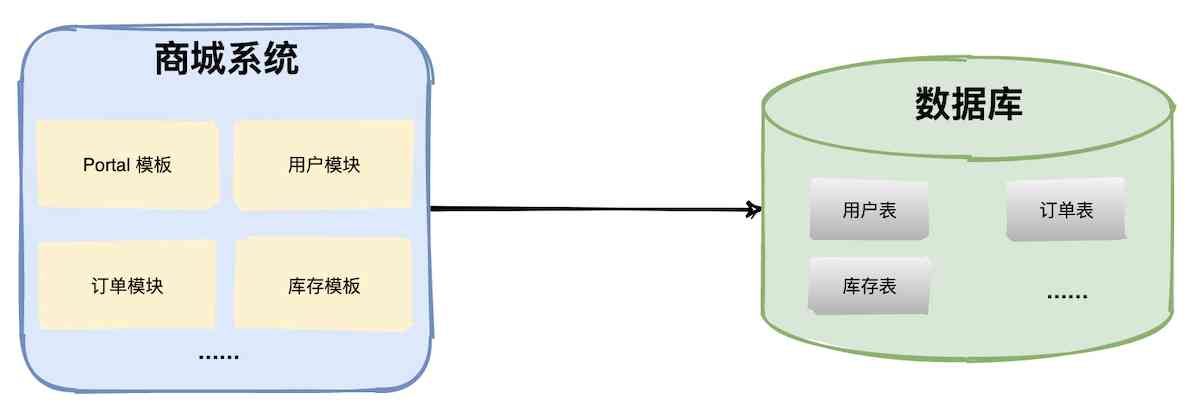 商城系统
Portal 模板
用户模块
订单模块
库存模板
......
数据库
用户表
订单表
库存表
......